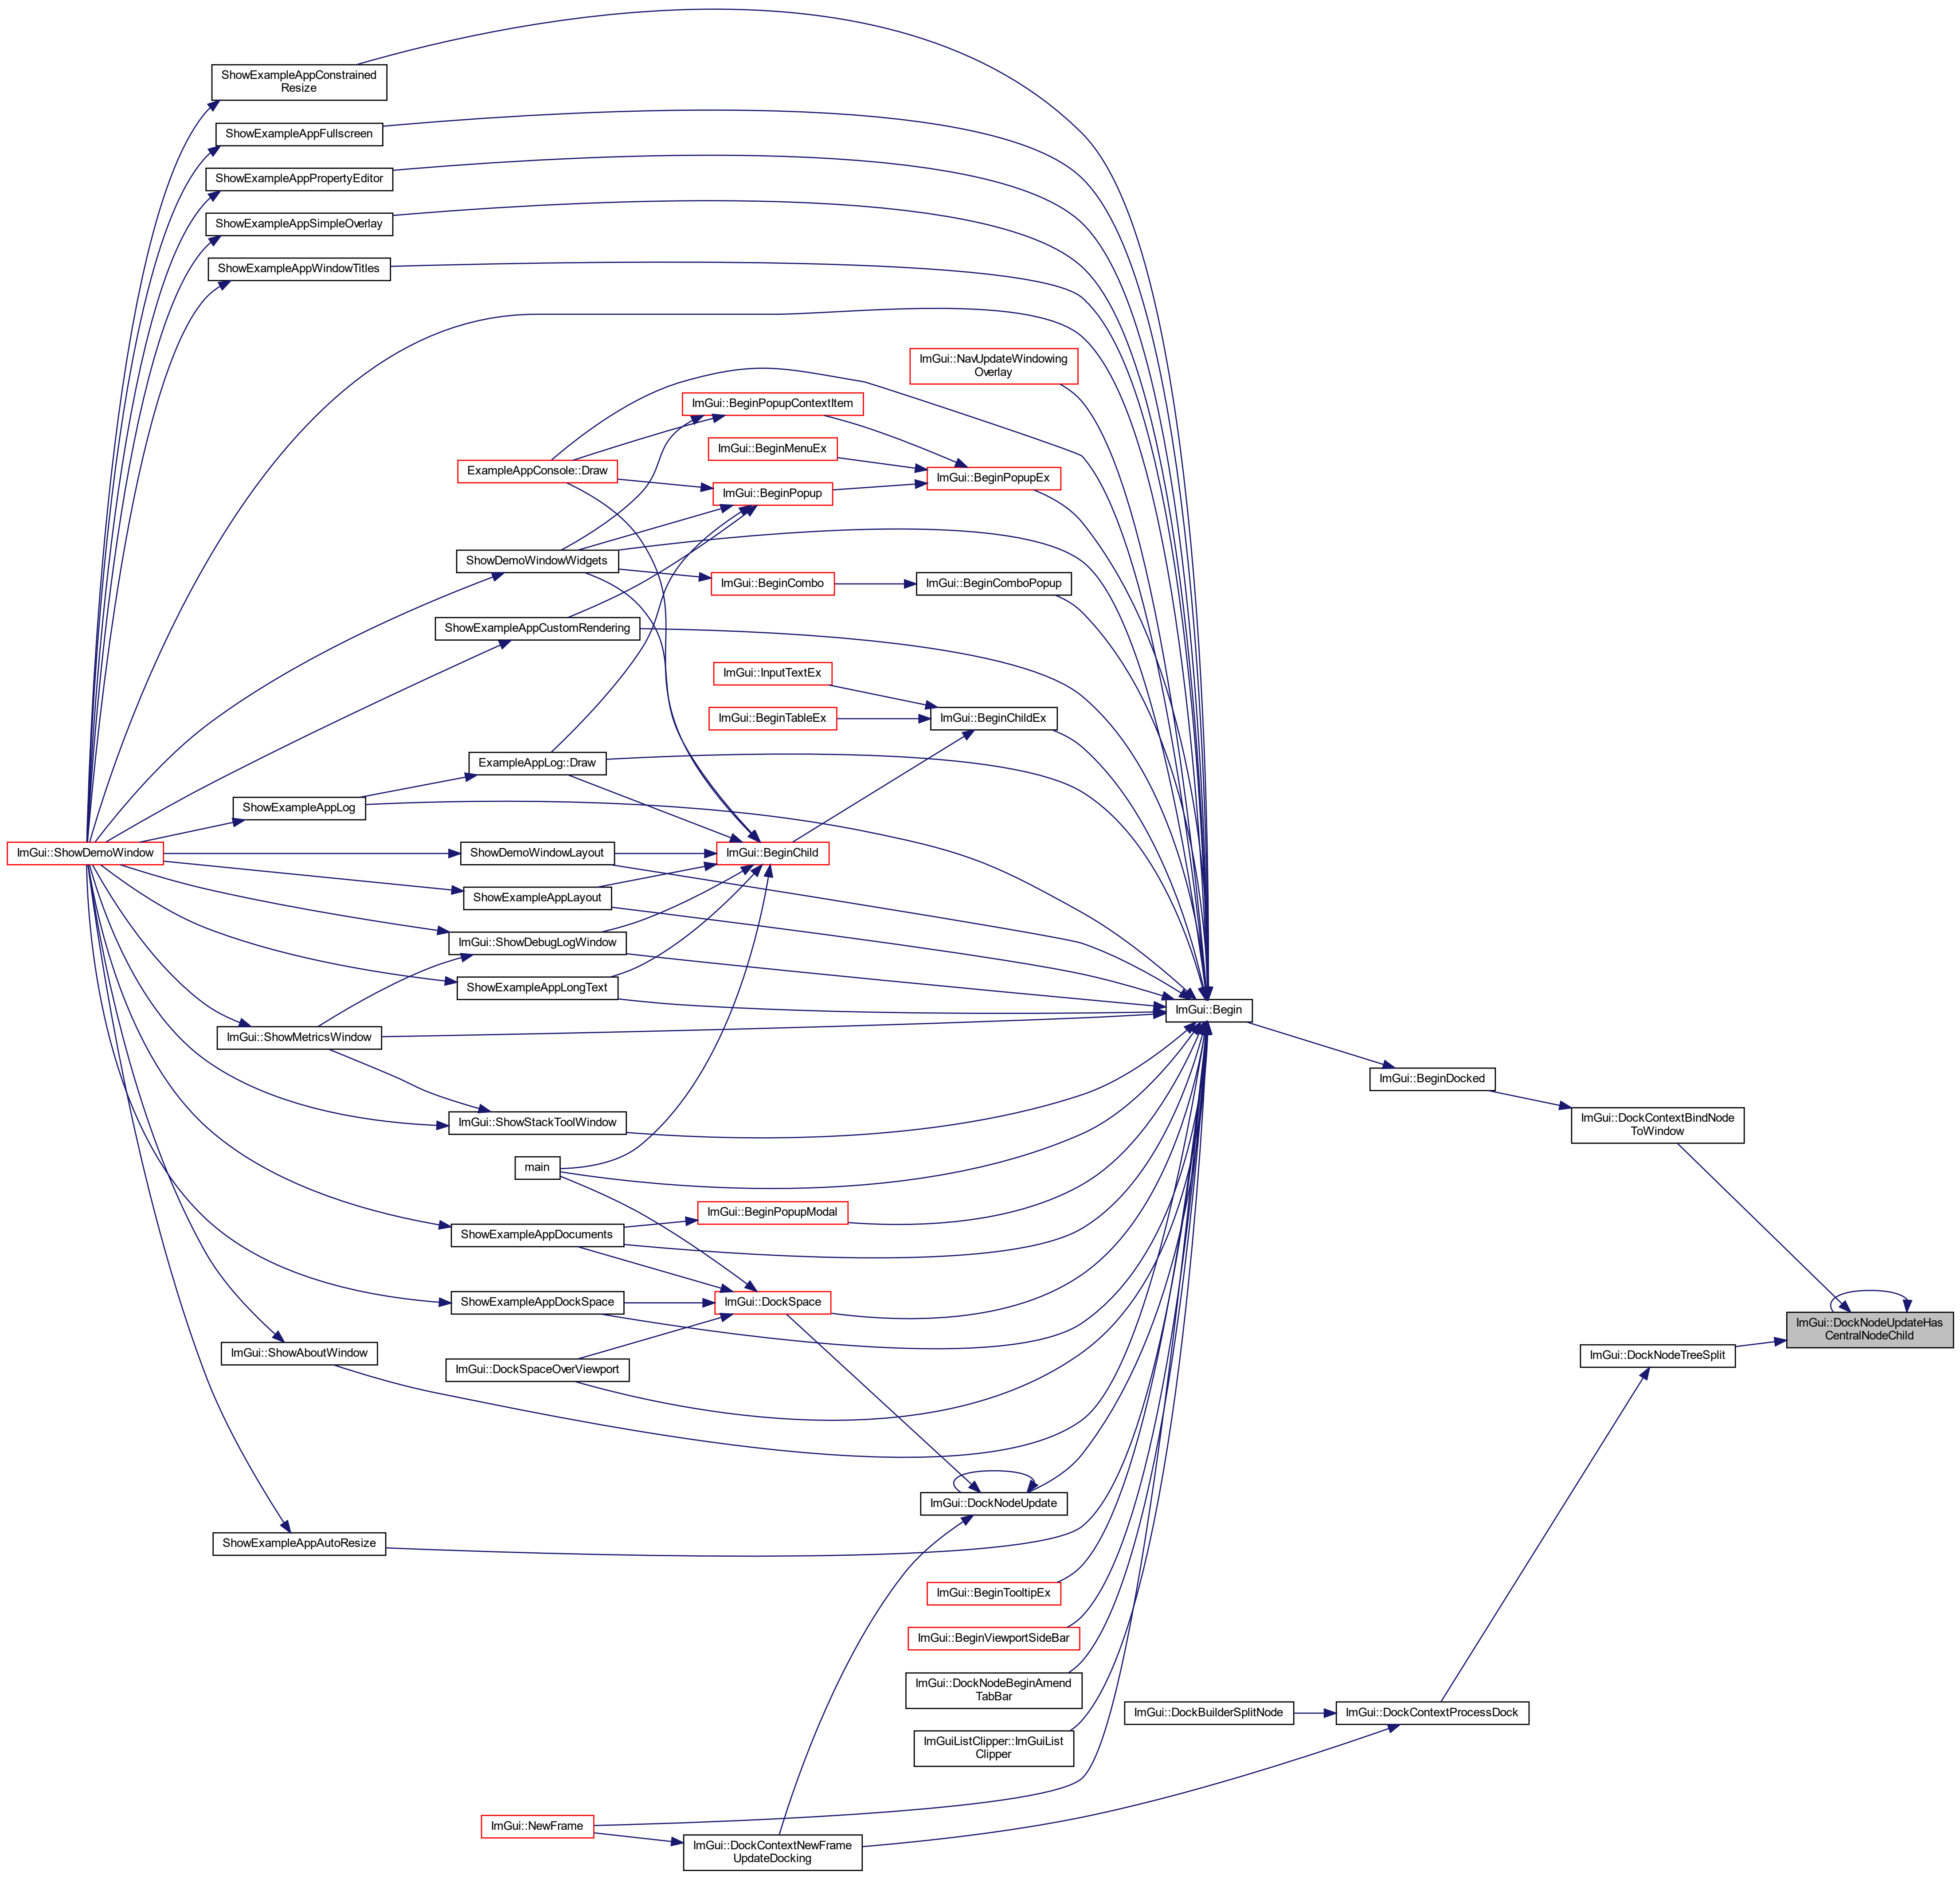 ShowExampleAppConstrained
Resize
ShowExampleAppFullscreen
ShowExampleAppPropertyEditor
ShowExampleAppSimpleOverlay
ShowExampleAppWindowTitles
ImGui::NavUpdateWindowing
Overlay
ImGui::BeginPopupContextItem
ImGui::BeginMenuEx
ExampleAppConsole::Draw
ImGui::BeginPopupEx
ImGui::BeginPopup
ShowDemoWindowWidgets
ImGui::BeginCombo
ImGui::BeginComboPopup
ShowExampleAppCustomRendering
ImGui::InputTextEx
ImGui::BeginTableEx
ImGui::BeginChildEx
ExampleAppLog::Draw
ShowExampleAppLog
ImGui::ShowDemoWindow
ShowDemoWindowLayout
ImGui::BeginChild
ShowExampleAppLayout
ImGui::ShowDebugLogWindow
ShowExampleAppLongText
ImGui::Begin
ImGui::ShowMetricsWindow
ImGui::BeginDocked
ImGui::ShowStackToolWindow
ImGui::DockContextBindNode
ToWindow
main
ImGui::BeginPopupModal
ShowExampleAppDocuments
ShowExampleAppDockSpace
ImGui::DockSpace
ImGui::DockNodeUpdateHas
CentralNodeChild
ImGui::ShowAboutWindow
ImGui::DockNodeTreeSplit
ImGui::DockSpaceOverViewport
ImGui::DockNodeUpdate
ShowExampleAppAutoResize
ImGui::BeginTooltipEx
ImGui::BeginViewportSideBar
ImGui::DockNodeBeginAmend
TabBar
ImGui::DockBuilderSplitNode
ImGui::DockContextProcessDock
ImGuiListClipper::ImGuiList
Clipper
ImGui::NewFrame
ImGui::DockContextNewFrame
UpdateDocking